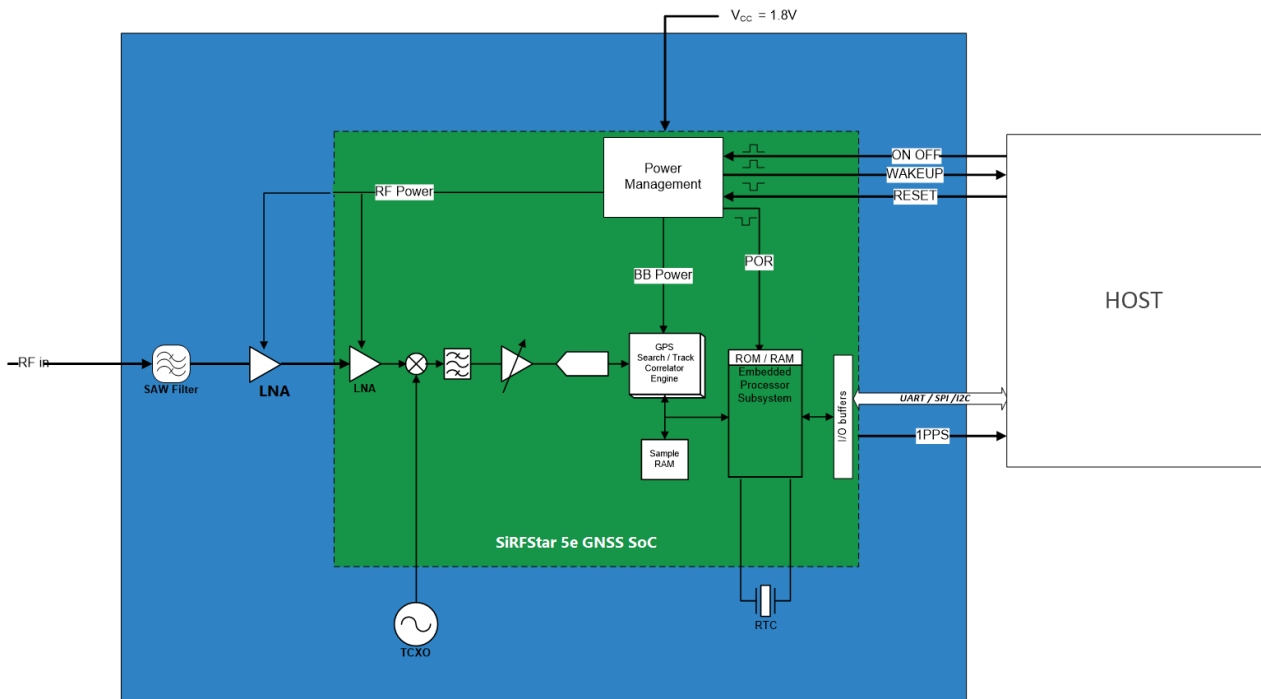 VCC = 1.8V
Power
Management
ON OFF
WAKEUP
RESET
RF Power
BB Power
POR
HOST
RF in
SAW Filter
LNA
LNA
GPS
Search / Track
Correlator
Engine
ROM / RAM
Embedded
Processor
Subsystem
I/O buffers
UART / SPI /I2C
1PPS
Sample
RAM
SiRFStar 5e GNSS SoC
TCXO
RTC